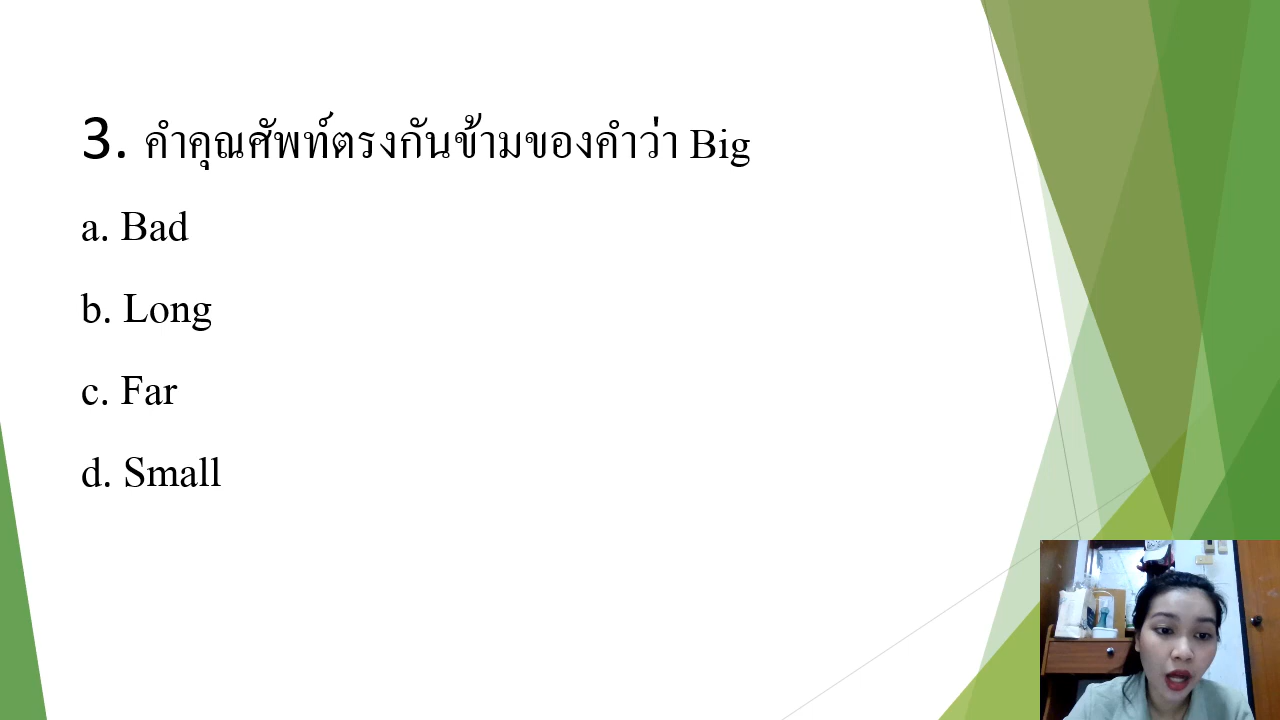 3. คำคุณศัพท์ตรงกันข้ามของคำว่า Big
a. Bad
b. Long
c. Far
d. Small